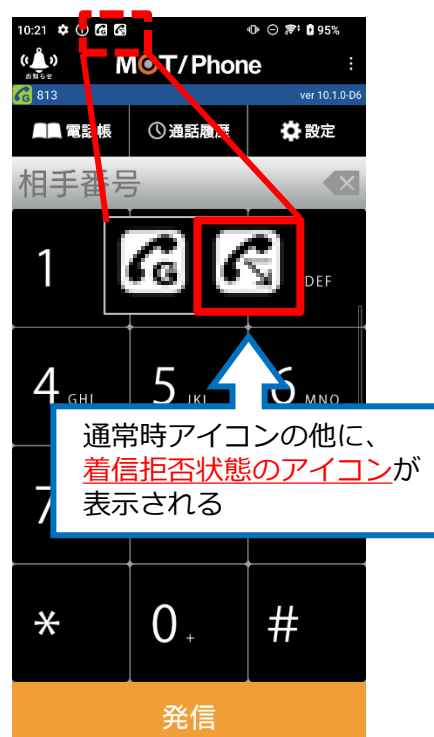 10:21 95%
お知らせ MOT/Phone
813 ver 10.1.0-D6
電話帳 通話履歴 設定
相手番号
G
1 DEF
4 GHI 5 JKL 6 MNO
通常時アイコンの他に、
着信拒否状態のアイコンが
表示される
7
* 0 + #
発信